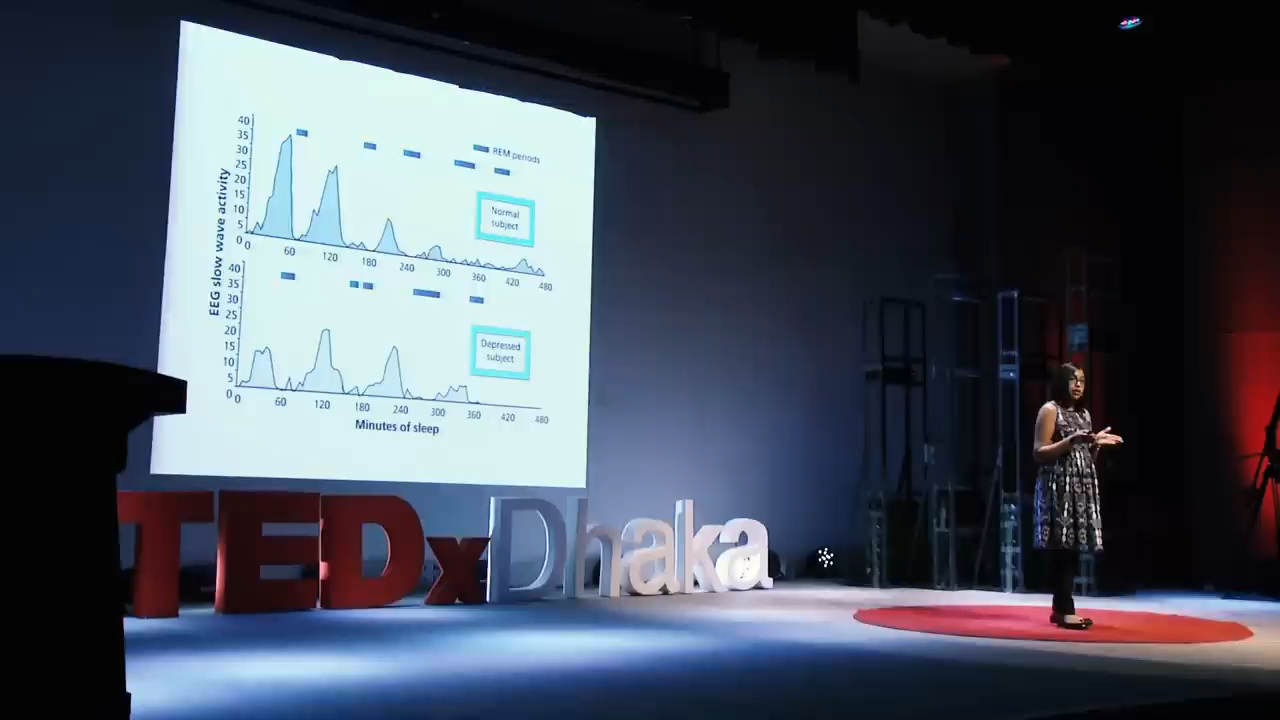 40
35
30
25
20
15
10
5
0
EEG slow wave activity
REM periods
Normal
subject
0 60 120 180 240 300 360 420 480
40
35
30
25
20
15
10
5
0
Depressed
subject
0 60 120 180 240 300 360 420 480
Minutes of sleep
TEDxDhaka